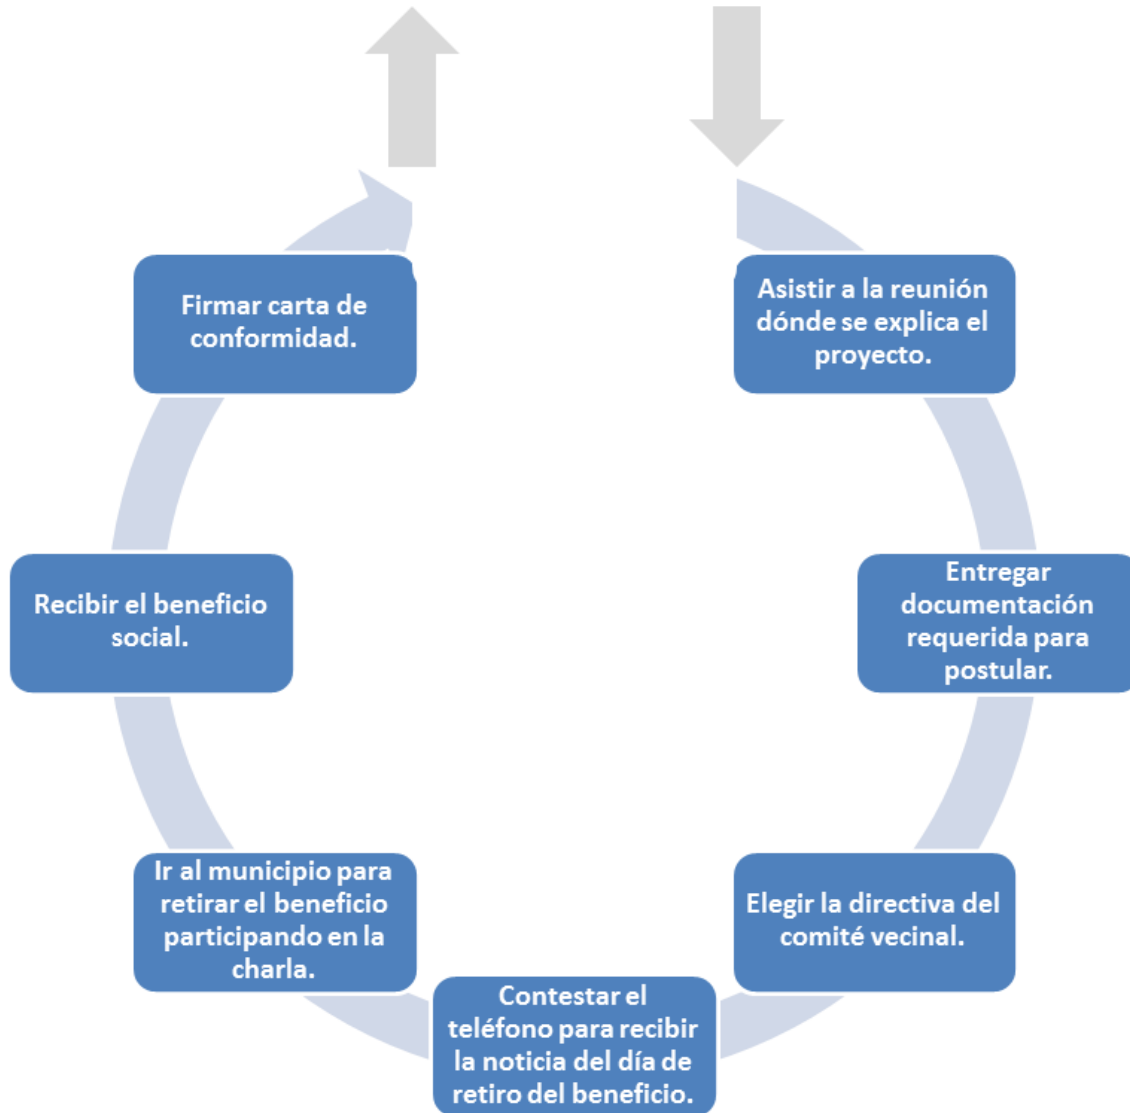 Firmar carta de
conformidad.
Asistir a la reunión
dónde se explica el
proyecto.
Recibir el beneficio
social.
Entregar
documentación
requerida para
postular.
Ir al municipio para
retirar el beneficio
participando en la
charla.
Elegir la directiva del
comité vecinal.
Contestar el
teléfono para recibir
la noticia del día de
retiro del beneficio.